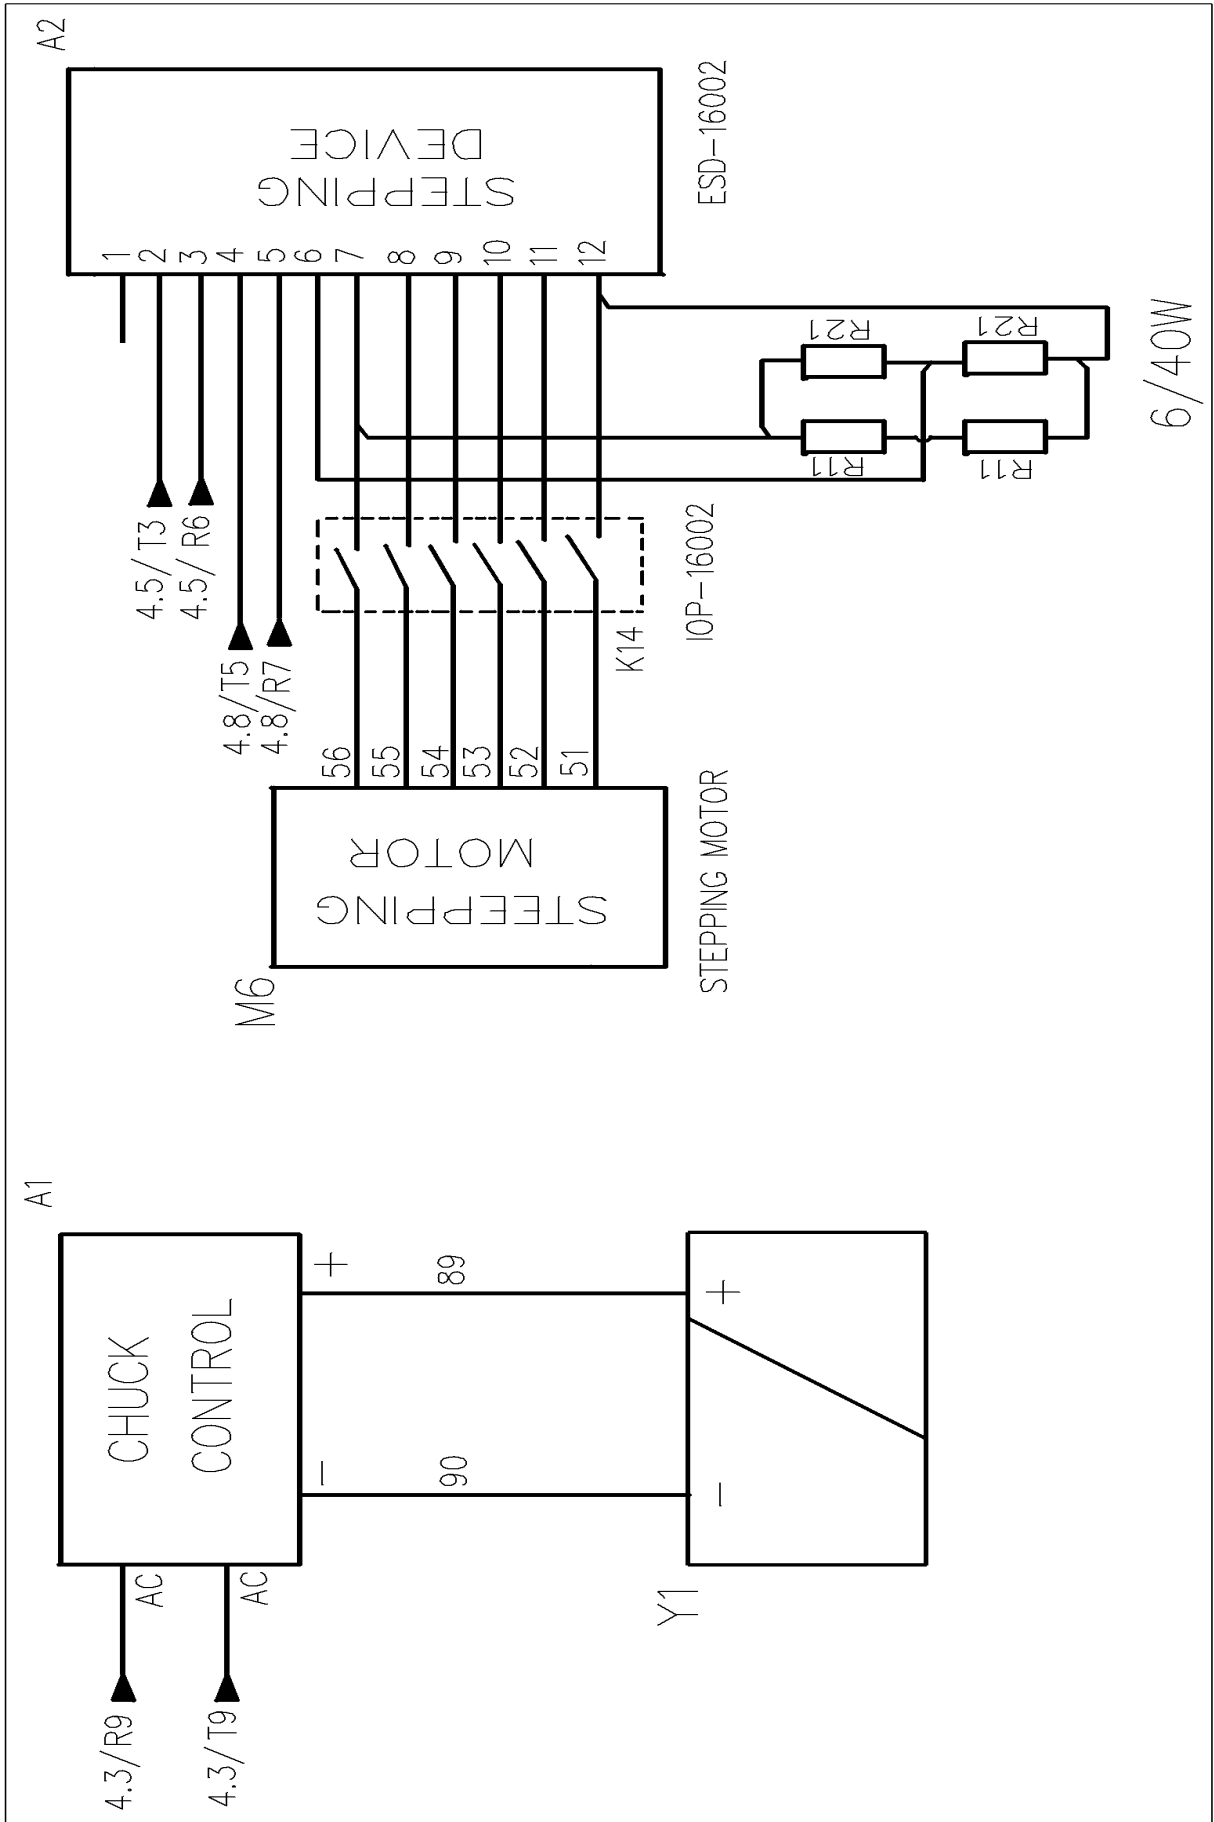 A1
CHUCK
CONTROL
AC
AC
4.3/R9
4.3/T9
+
−
89
90
+
−
Y1
A2
STEPPING
DEVICE
1
2
3
4
5
6
7
8
9
10
11
12
ESD-16002
4.5/T3
4.5/R6
4.8/T5
4.8/R7
K14
IOP-16002
M6
56
55
54
53
52
51
STEEPPING
MOTOR
STEPPING MOTOR
R21
R21
R11
R11
6/40W